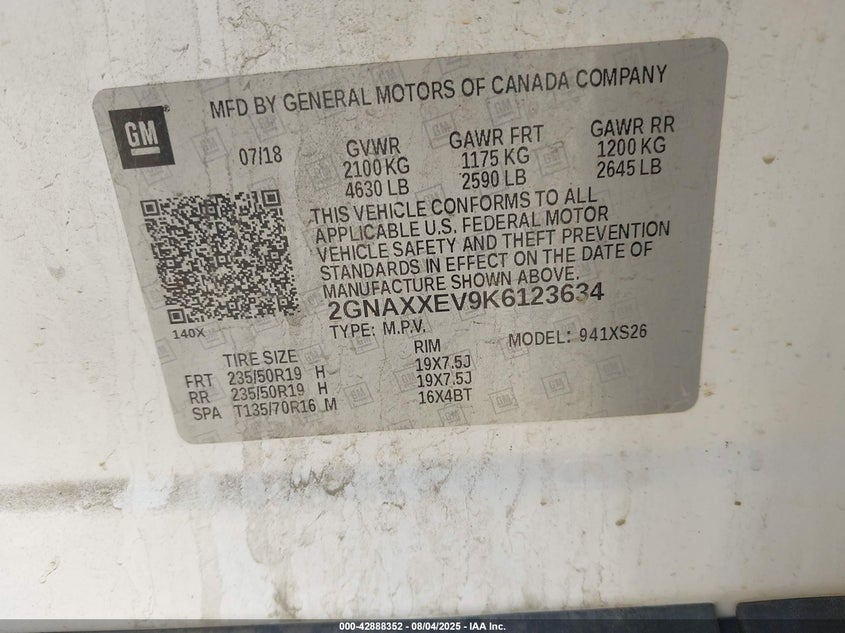 MFD BY GENERAL MOTORS OF CANADA COMPANY
GM
07/18
GVWR
2100 KG
4630 LB
GAWR FRT
1175 KG
2590 LB
GAWR RR
1200 KG
2645 LB
THIS VEHICLE CONFORMS TO ALL
APPLICABLE U.S. FEDERAL MOTOR
VEHICLE SAFETY AND THEFT PREVENTION
STANDARDS IN EFFECT ON THE DATE OF
MANUFACTURE SHOWN ABOVE.
2GNAXXEV9K6123634
140X
TYPE: M.P.V.
MODEL: 941XS26
TIRE SIZE RIM
FRT 235/50R19 H 19X7.5J
RR 235/50R19 H 19X7.5J
SPA T135/70R16 M 16X4BT
000-42888352 - 08/04/2025 - IAA Inc.